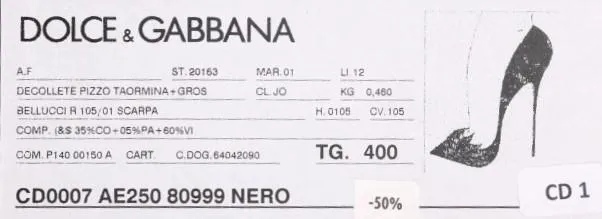 DOLCE & GABBANA
A.F ST. 20163 MAR. 01 LI 12
DECOLLETE PIZZO TAORMINA+GROS CL. JO KG 0,460
BELLUCCI R 105/01 SCARPA H. 0105 CV. 105
COMP. (&S 35%CO+05%PA+60%VI
COM. P140 00150 A CART. C.DOG. 64042090 TG. 400
CD0007 AE250 80999 NERO -50% CD 1